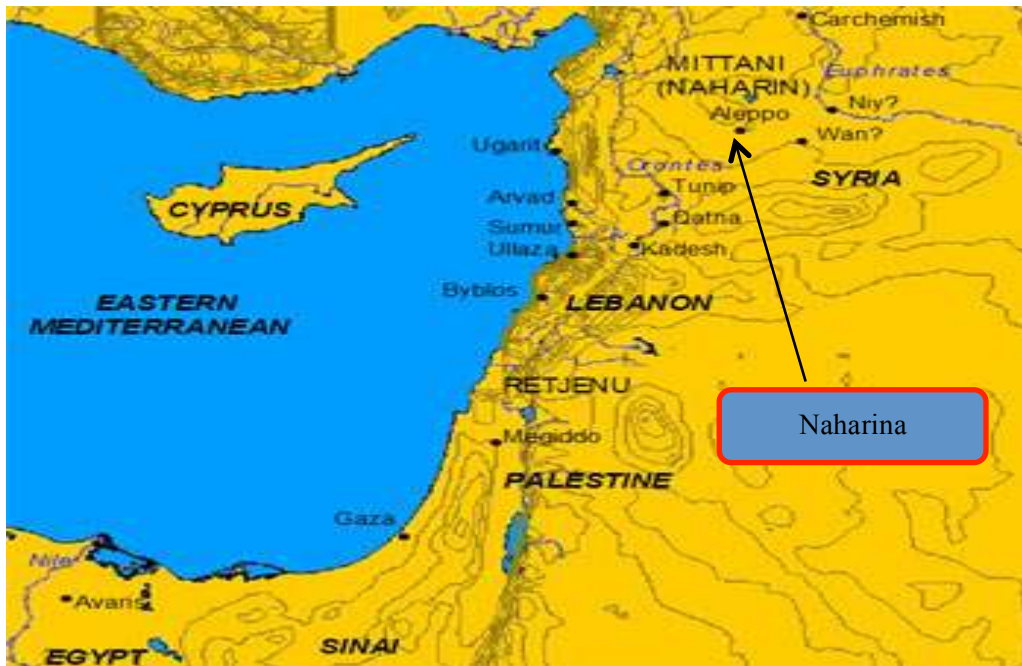 Carchemish
MITTANI
(NAHARIN)
Euphrates
Niy?
Aleppo
Wan?
Ugarit
Orontes
SYRIA
Tunip
Arvad
CYPRUS
Qatna
Sumur
Ullaza
Kadesh
Byblos
EASTERN
MEDITERRANEAN
LEBANON
RETJENU
Naharina
Megiddo
PALESTINE
Gaza
Nile
Avaris
SINAI
EGYPT